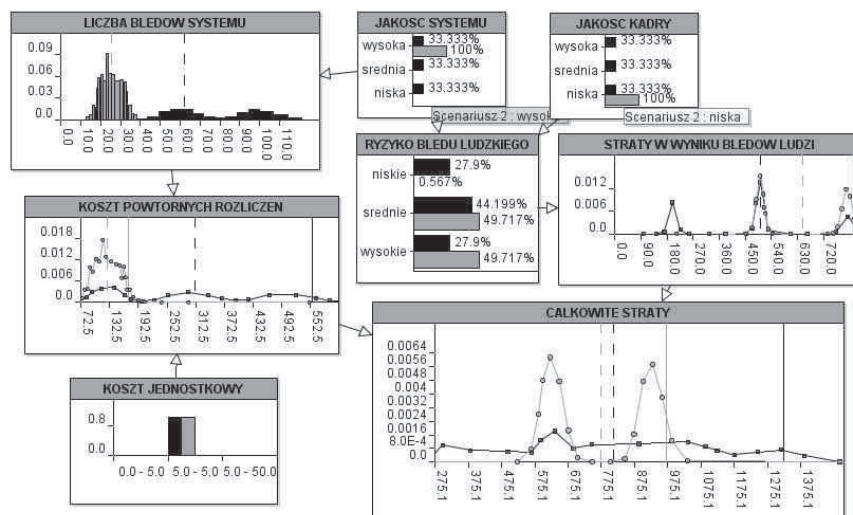 LICZBA BLEDOW SYSTEMU
0.09
0.06
0.03
0.0
0.0
10.0
20.0
30.0
40.0
50.0
60.0
70.0
80.0
90.0
100.0
110.0
JAKOSC SYSTEMU
wysoka 33.333%
100%
srednia 33.333%
niska 33.333%
JAKOSC KADRY
wysoka 33.333%
srednia 33.333%
niska 33.333%
100%
Scenariusz 2 : wysok
Scenariusz 2 : niska
RYZYKO BLEDU LUDZKIEGO
niskie 27.9%
0.567%
srednie 44.199%
49.717%
wysokie 27.9%
49.717%
STRATY W WYNIKU BLEDOW LUDZI
0.012
0.006
0.0
0.0
90.0
180.0
270.0
360.0
450.0
540.0
630.0
720.0
KOSZT POWTORNYCH ROZLICZEN
0.018
0.012
0.006
0.0
72.5
132.5
192.5
252.5
312.5
372.5
432.5
492.5
552.5
KOSZT JEDNOSTKOWY
0.8
0.0
0.0 - 5.0
5.0 - 5.0
5.0 - 50.0
CALKOWITE STRATY
0.0064
0.0056
0.004
0.0032
0.0024
0.0016
8.0E-4
0.0
275.1
375.1
475.1
575.1
675.1
775.1
875.1
975.1
1075.1
1175.1
1275.1
1375.1